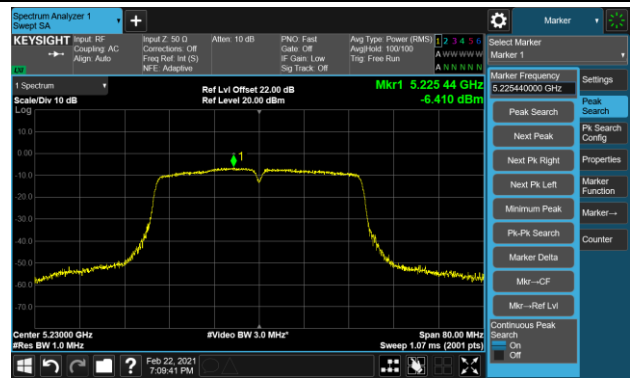 Spectrum Analyzer 1
Swept SA
Marker
KEYSIGHT
Input: RF
Coupling: AC
Align: Auto
Input Z: 50 Ω
Corrections: Off
Freq Ref: Int (S)
NFE: Adaptive
Atten: 10 dB
PNO: Fast
Gate: Off
IF Gain: Low
Sig Track: Off
Avg Type: Power (RMS)
Avg|Hold: 100/100
Trig: Free Run
1 2 3 4 5 6
A W W W W W
A N N N N N
Select Marker
Marker 1
1 Spectrum
Scale/Div 10 dB
Log
Ref Lvl Offset 22.00 dB
Ref Level 20.00 dBm
Mkr1 5.225 44 GHz
-6.410 dBm
Marker Frequency
5.225440000 GHz
Peak Search
Next Peak
Next Pk Right
Next Pk Left
Minimum Peak
Pk-Pk Search
Marker Delta
Mkr→CF
Mkr→Ref Lvl
Continuous Peak
Search
On
Off
Settings
Peak
Search
Pk Search
Config
Properties
Marker
Function
Marker→
Counter
10.0
0.00
-10.0
-20.0
-30.0
-40.0
-50.0
-60.0
-70.0
1
Center 5.23000 GHz
#Res BW 1.0 MHz
#Video BW 3.0 MHz*
Span 80.00 MHz
Sweep 1.07 ms (2001 pts)
?
Feb 22, 2021
7:09:41 PM